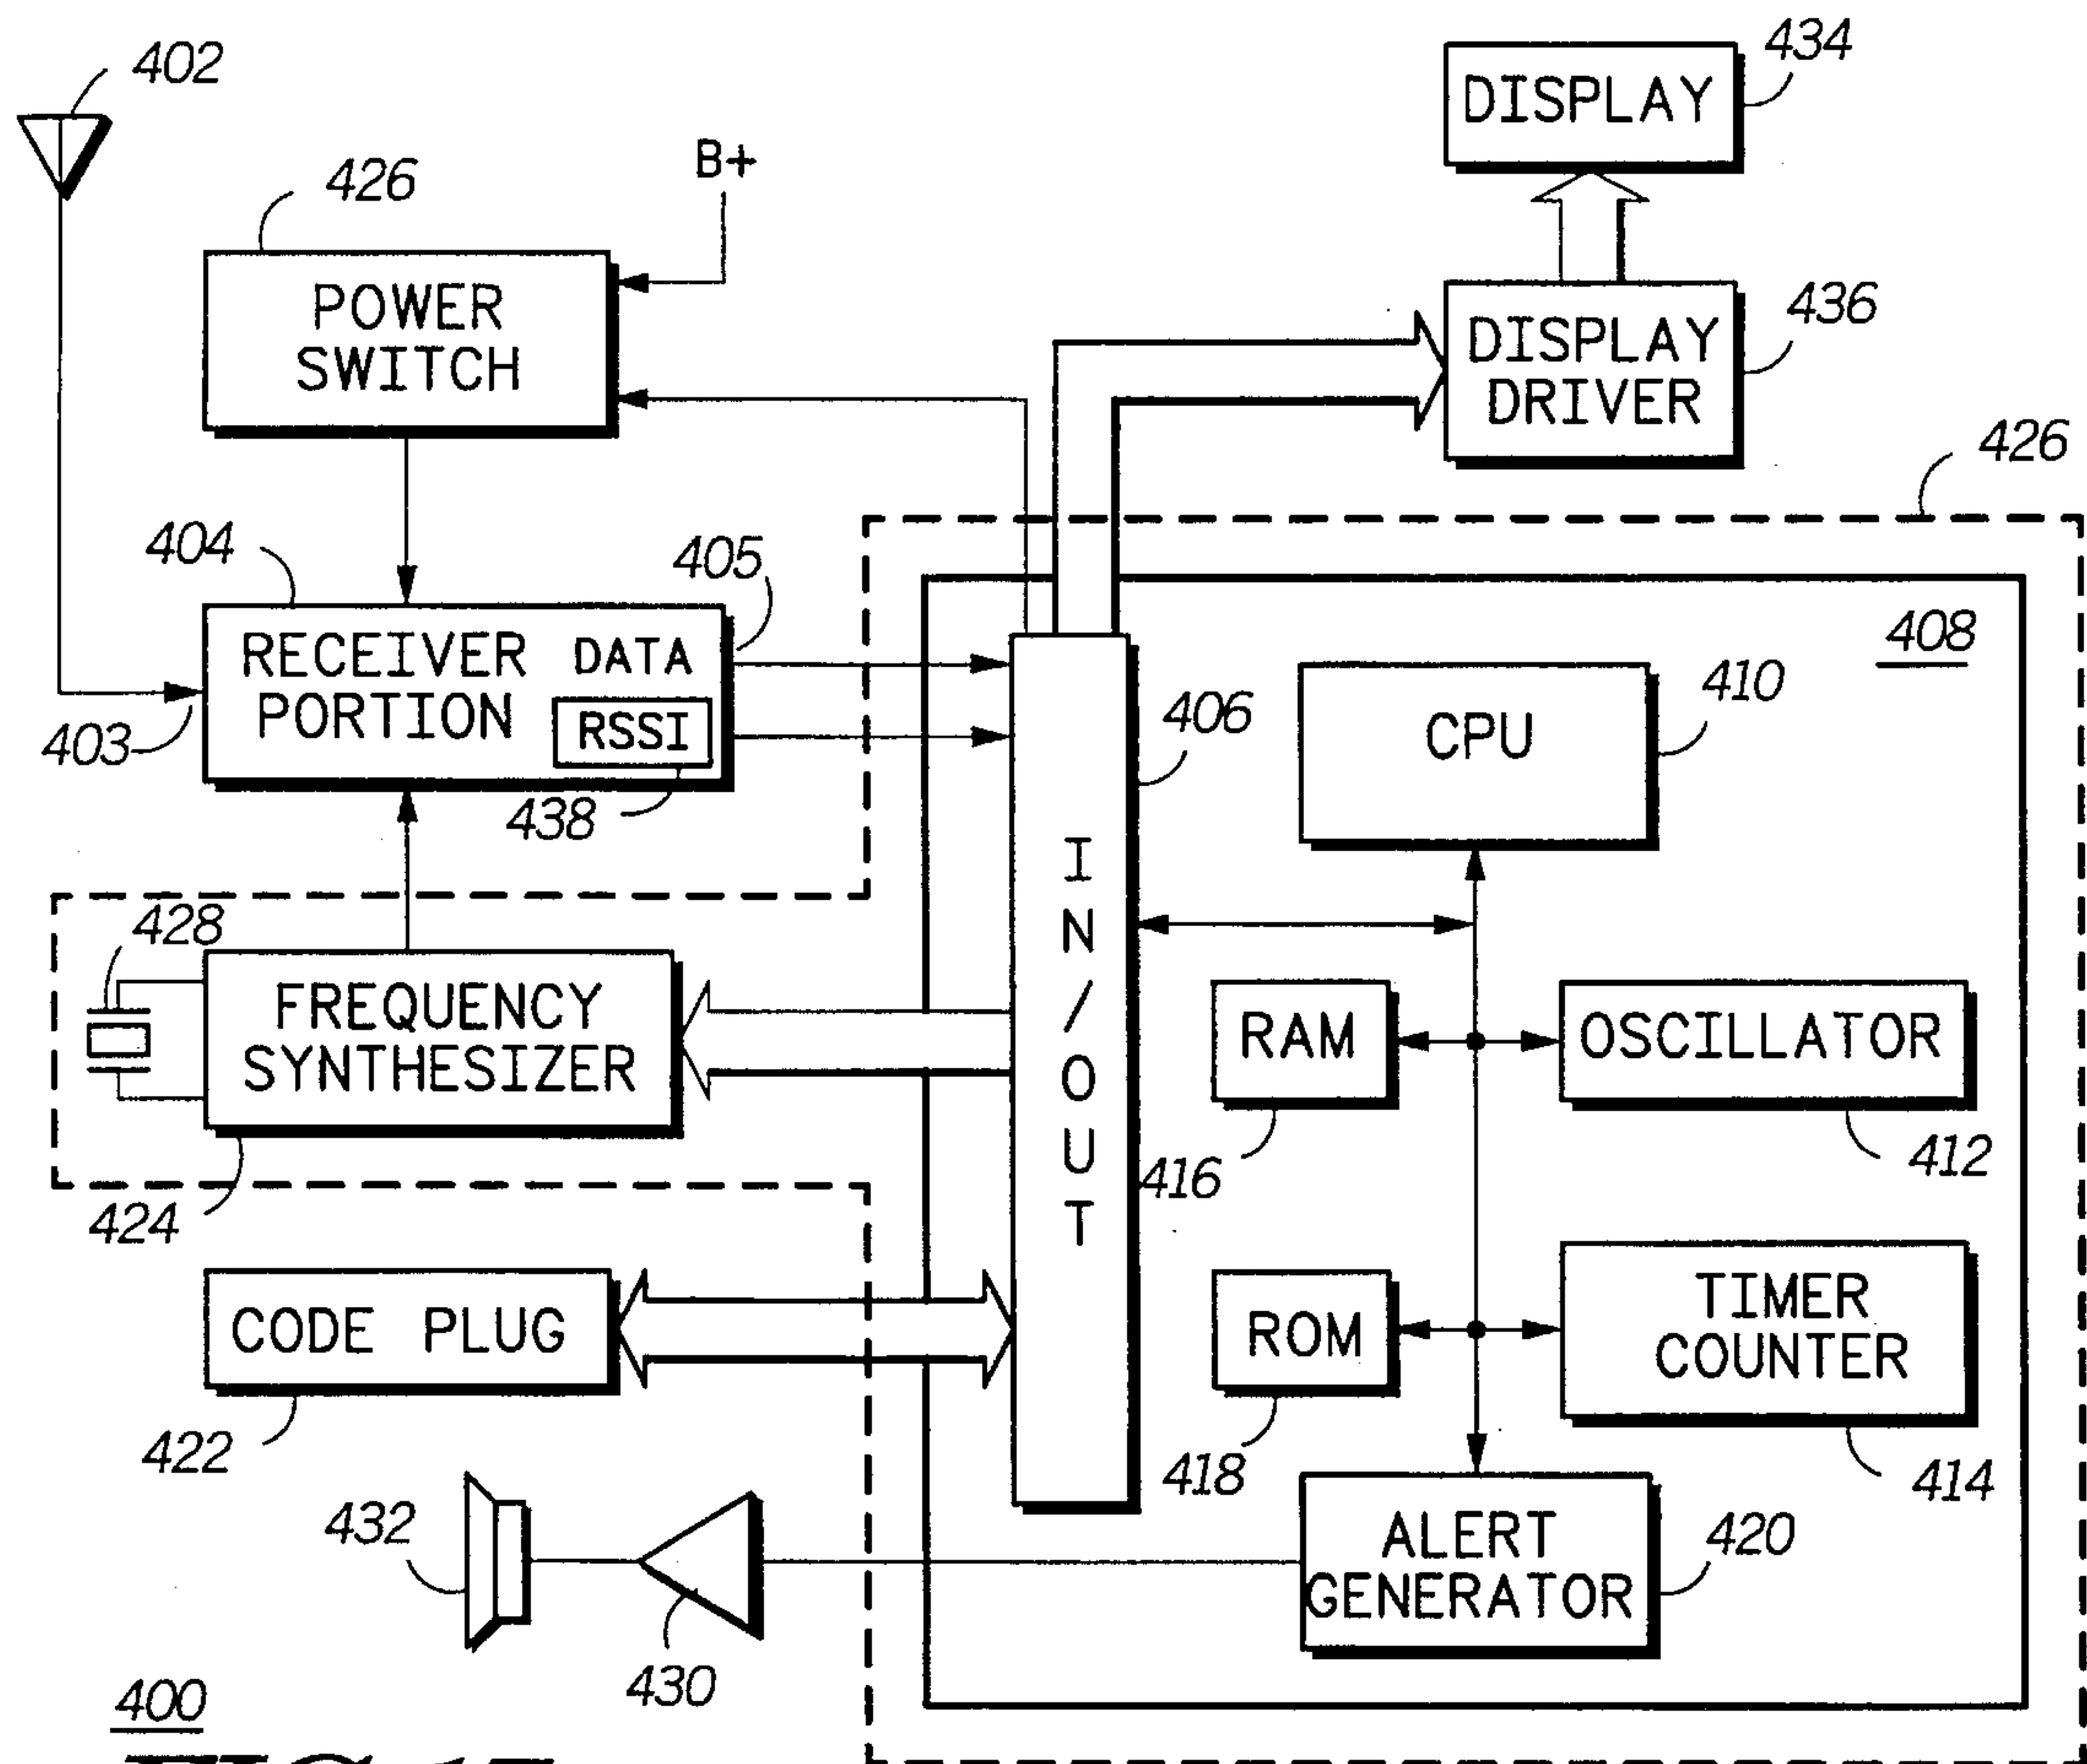 402
434
DISPLAY
B+
426
POWER
SWITCH
436
DISPLAY
DRIVER
426
404
405
RECEIVER
PORTION
DATA
RSSI
403
438
408
410
CPU
406
IN/OUT
428
FREQUENCY
SYNTHESIZER
424
RAM
416
OSCILLATOR
412
CODE PLUG
422
ROM
418
TIMER
COUNTER
414
432
430
ALERT
GENERATOR
420
400